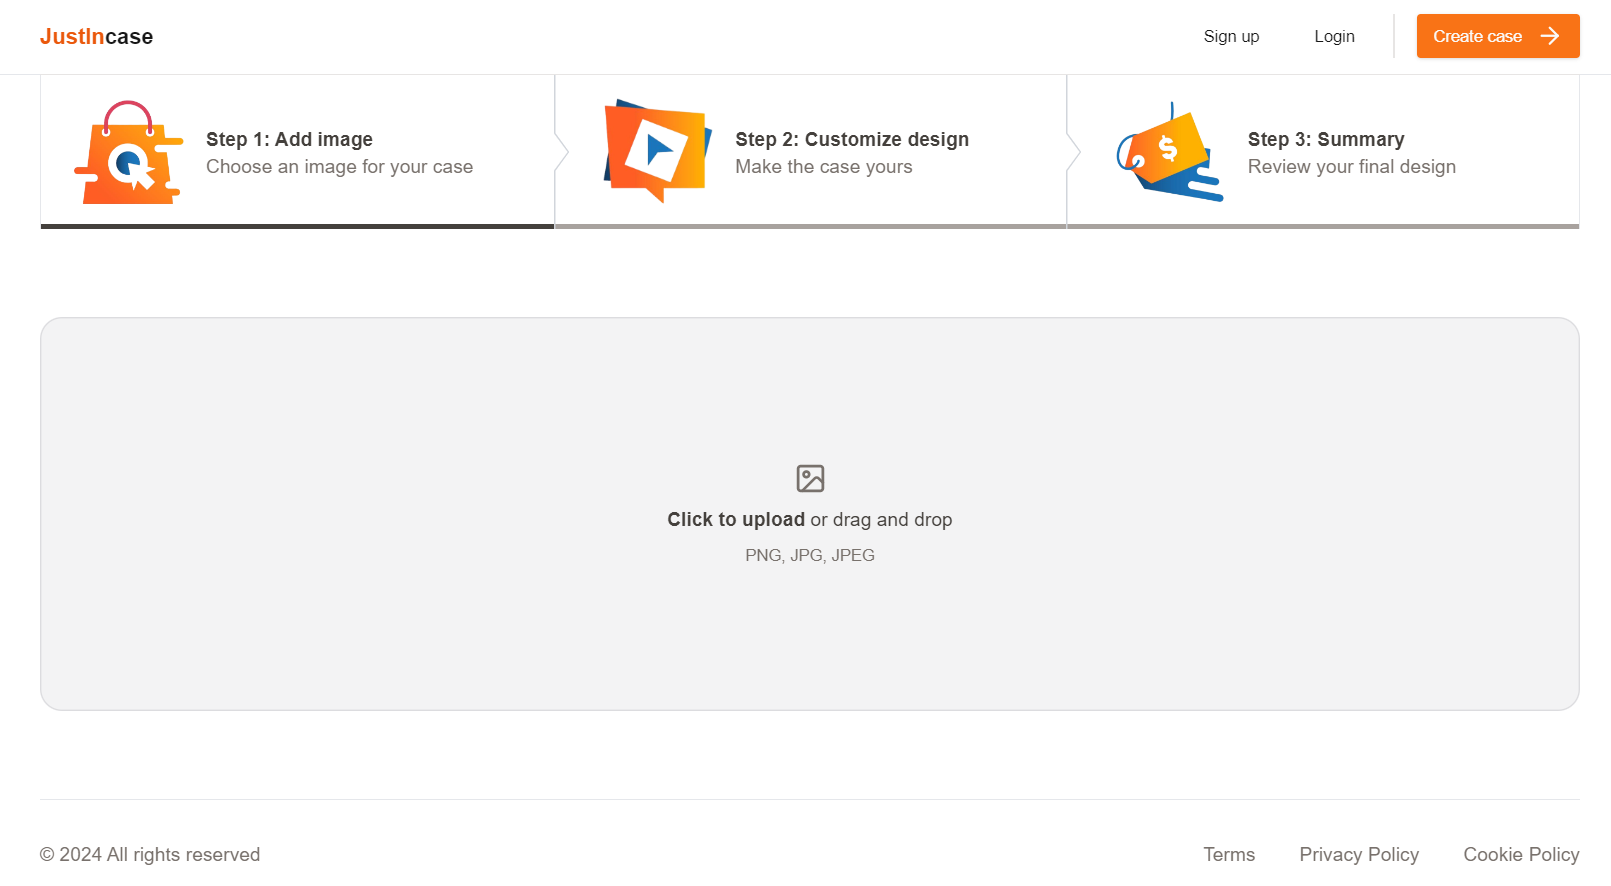 JustIncase
Sign up
Login
Create case
Step 1: Add image
Choose an image for your case
Step 2: Customize design
Make the case yours
$
Step 3: Summary
Review your final design
Click to upload or drag and drop
PNG, JPG, JPEG
© 2024 All rights reserved
Terms
Privacy Policy
Cookie Policy